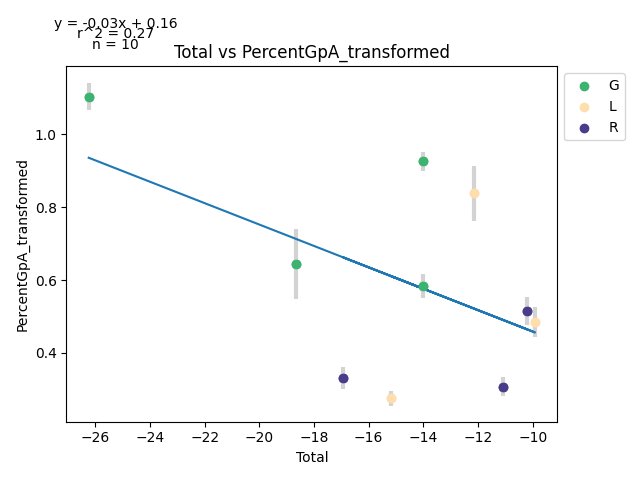 y = -0.03x + 0.16
r^2 = 0.27
n = 10
Total vs PercentGpA_transformed
G
L
R
PercentGpA_transformed
1.0
0.8
0.6
0.4
−26 −24 −22 −20 −18 −16 −14 −12 −10
Total